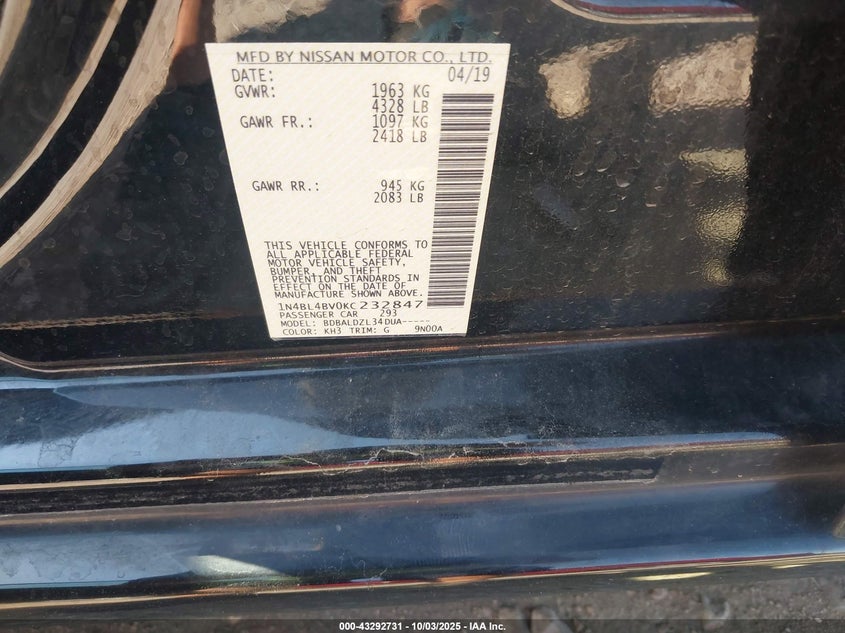 MFD BY NISSAN MOTOR CO., LTD.
DATE: 04/19
GVWR: 1963 KG
4328 LB
GAWR FR.: 1097 KG
2418 LB
GAWR RR.: 945 KG
2083 LB
THIS VEHICLE CONFORMS TO
ALL APPLICABLE FEDERAL
MOTOR VEHICLE SAFETY,
BUMPER, AND THEFT
PREVENTION STANDARDS IN
EFFECT ON THE DATE OF
MANUFACTURE SHOWN ABOVE.
1N4BL4BV0KC232847
PASSENGER CAR 293
MODEL: BDBALDZL34DUA-----
COLOR: KH3 TRIM: G 9N00A
000-43292731 - 10/03/2025 - IAA Inc.